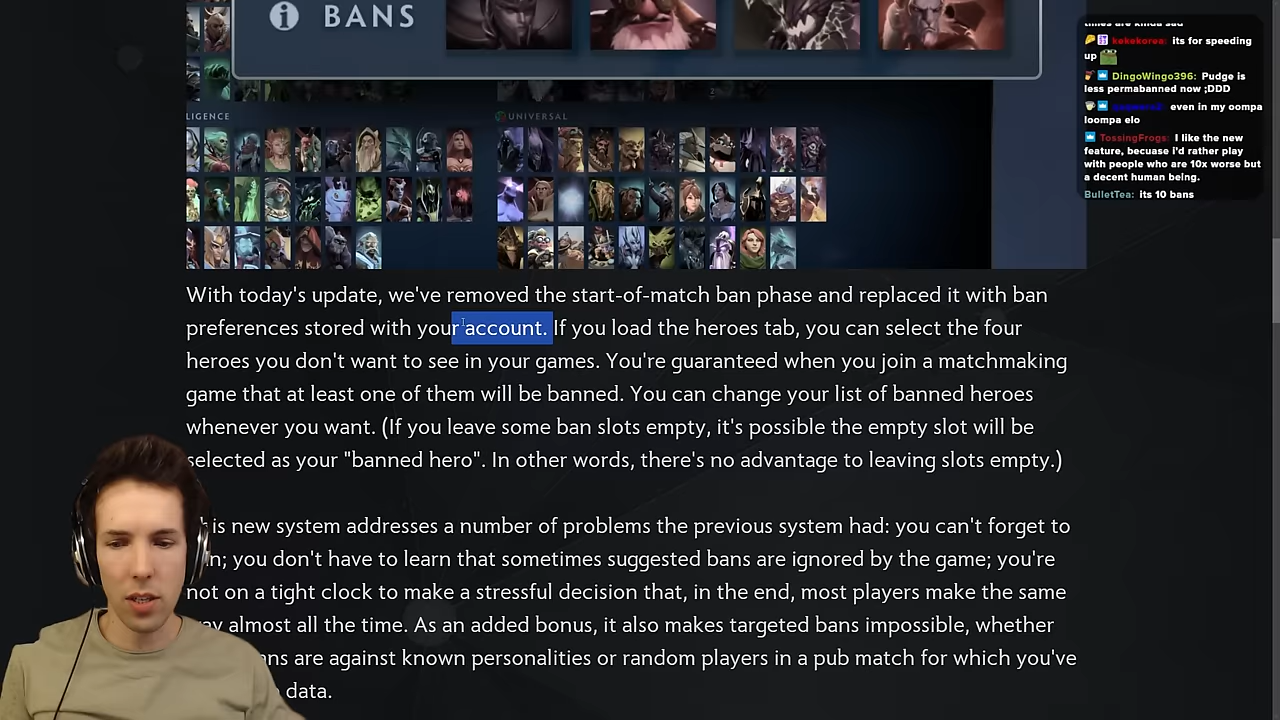 BANS
LIGENCE
UNIVERSAL
With today's update, we've removed the start-of-match ban phase and replaced it with ban
preferences stored with your account. If you load the heroes tab, you can select the four
heroes you don't want to see in your games. You're guaranteed when you join a matchmaking
game that at least one of them will be banned. You can change your list of banned heroes
whenever you want. (If you leave some ban slots empty, it's possible the empty slot will be
selected as your "banned hero". In other words, there's no advantage to leaving slots empty.)
is new system addresses a number of problems the previous system had: you can't forget to
n; you don't have to learn that sometimes suggested bans are ignored by the game; you're
not on a tight clock to make a stressful decision that, in the end, most players make the same
way almost all the time. As an added bonus, it also makes targeted bans impossible, whether
ans are against known personalities or random players in a pub match for which you've
data.
times are kinda sad
kekekorea: its for speeding
up
DingoWingo396: Pudge is
less permabanned now ;DDD
even in my oompa
loompa elo
TossingFrogs: I like the new
feature, becuase i'd rather play
with people who are 10x worse but
a decent human being.
BulletTea: its 10 bans